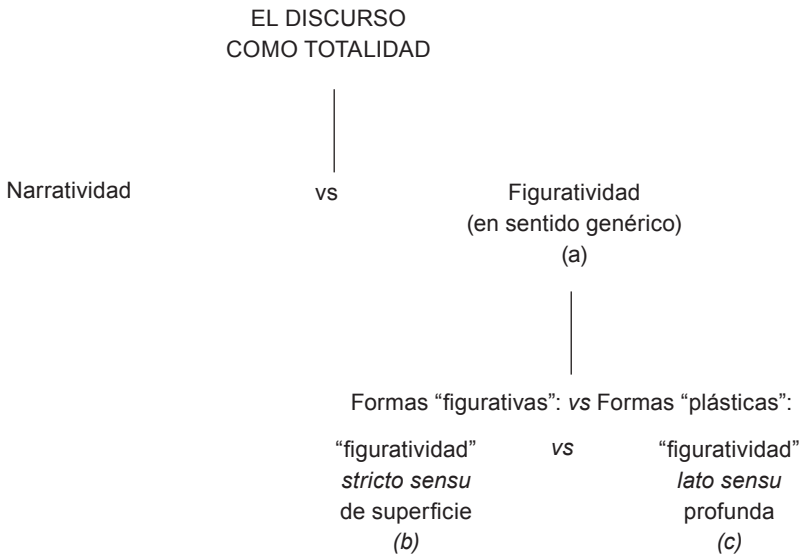 EL DISCURSO
COMO TOTALIDAD
Narratividad vs Figuratividad
(en sentido genérico)
(a)
Formas “figurativas”: vs Formas “plásticas”:
“figuratividad” vs “figuratividad”
stricto sensu lato sensu
de superficie profunda
(b) (c)